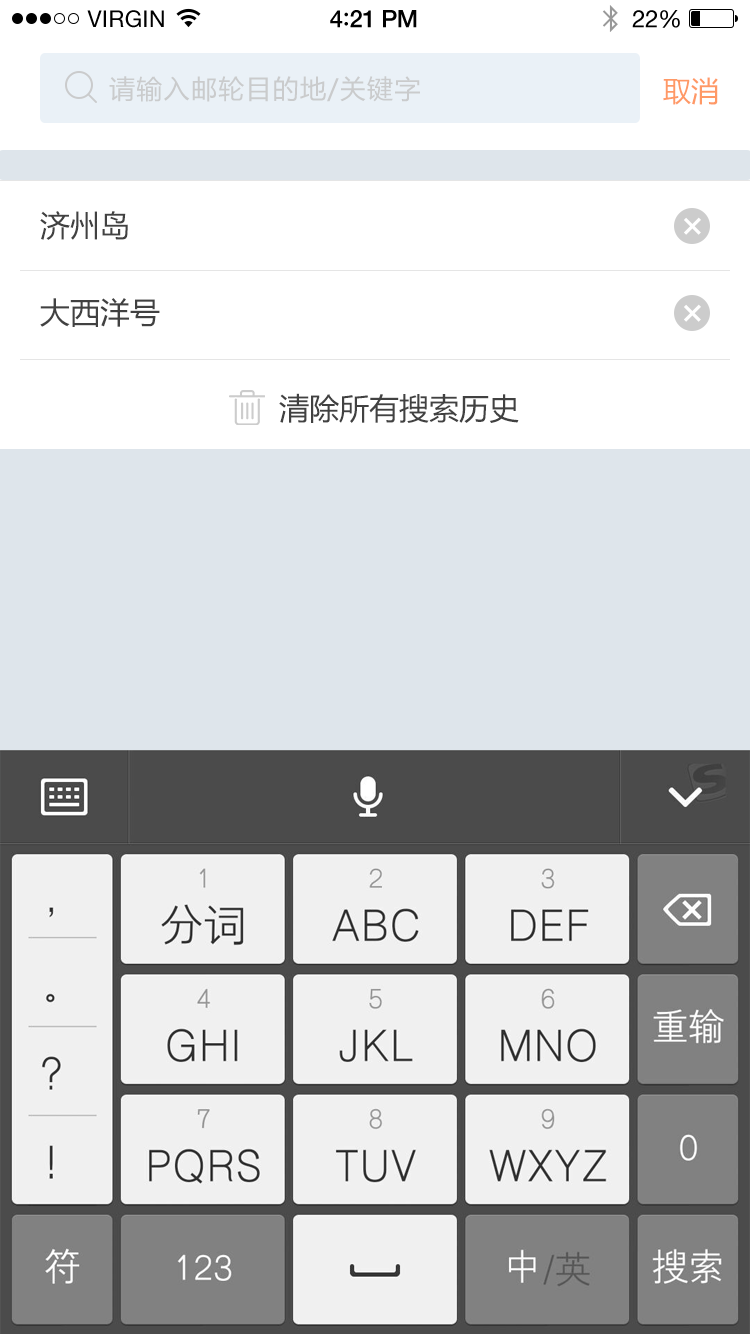 VIRGIN 4:21 PM 22%
请输入邮轮目的地/关键字 取消
济州岛
大西洋号
清除所有搜索历史
S
, 1 2 3
分词 ABC DEF
。 4 5 6
GHI JKL MNO 重输
?
7 8 9
! PQRS TUV WXYZ 0
符 123 中/英 搜索